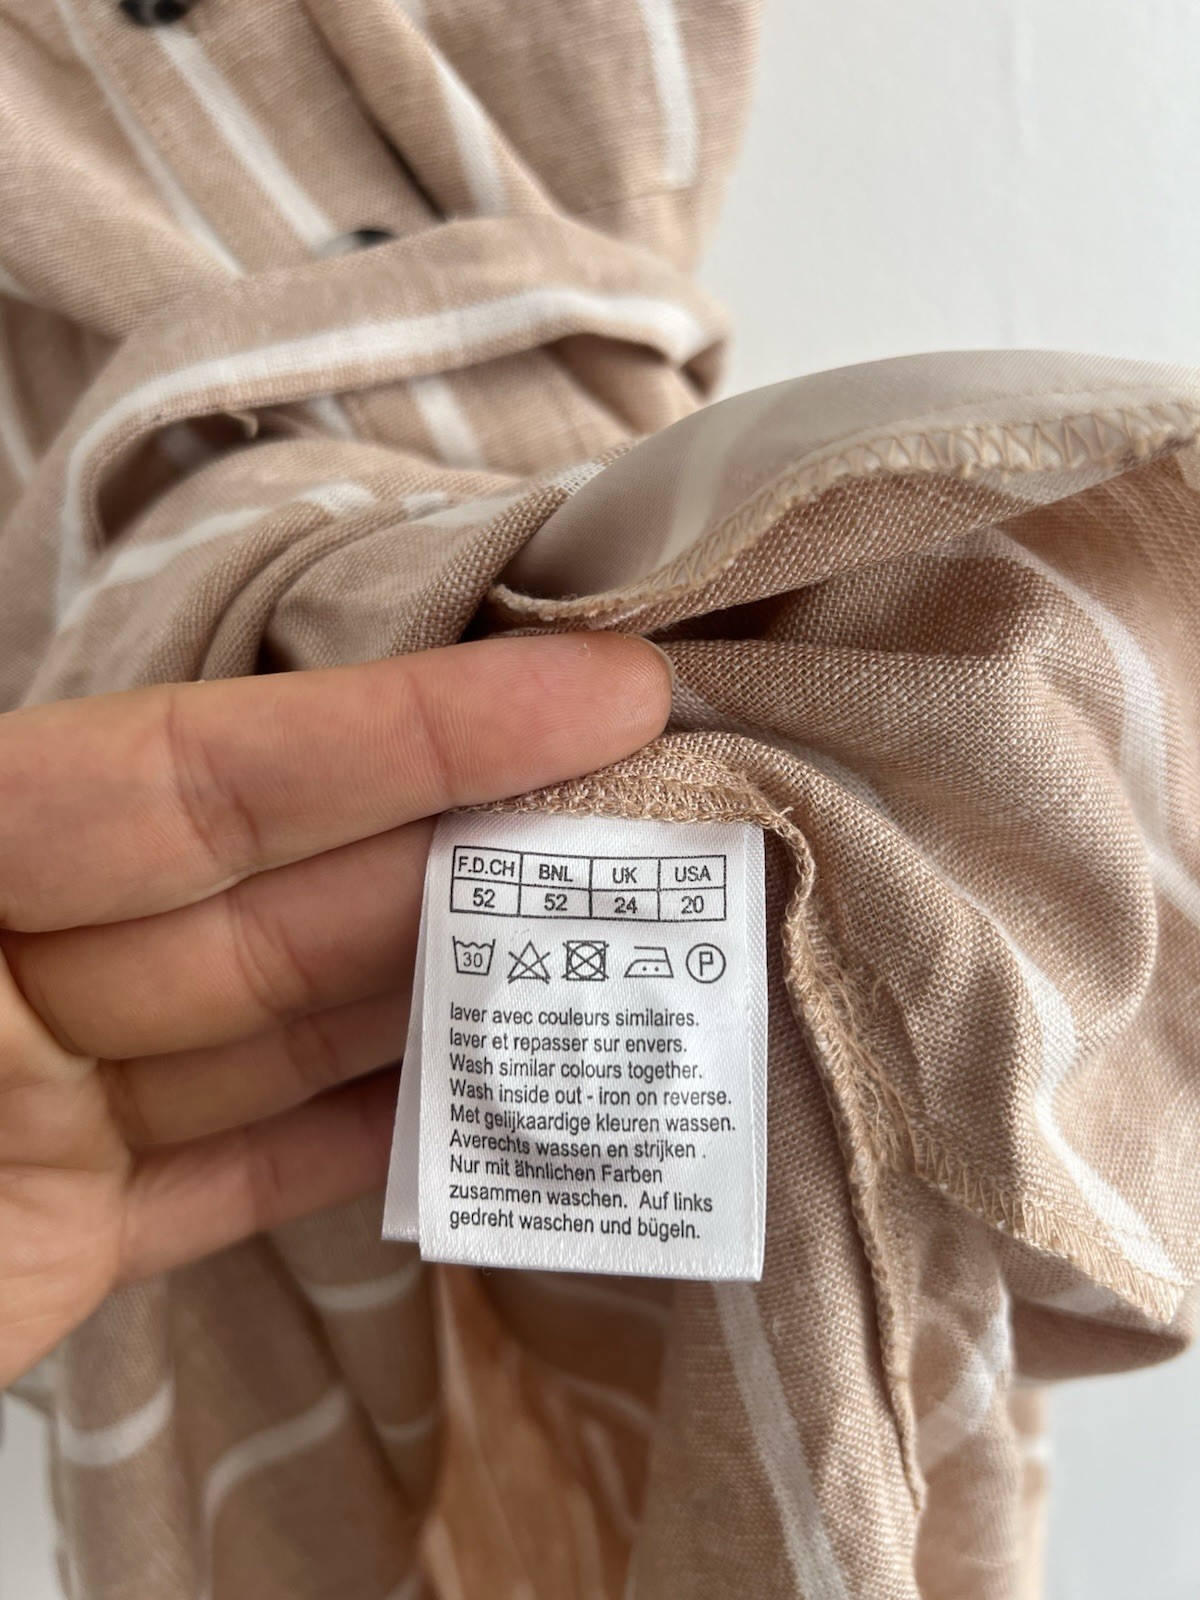 F.D.CH BNL UK USA
52 52 24 20
30 P
laver avec couleurs similaires.
laver et repasser sur envers.
Wash similar colours together.
Wash inside out - iron on reverse.
Met gelijkaardige kleuren wassen.
Averechts wassen en strijken .
Nur mit ähnlichen Farben
zusammen waschen. Auf links
gedreht waschen und bügeln.